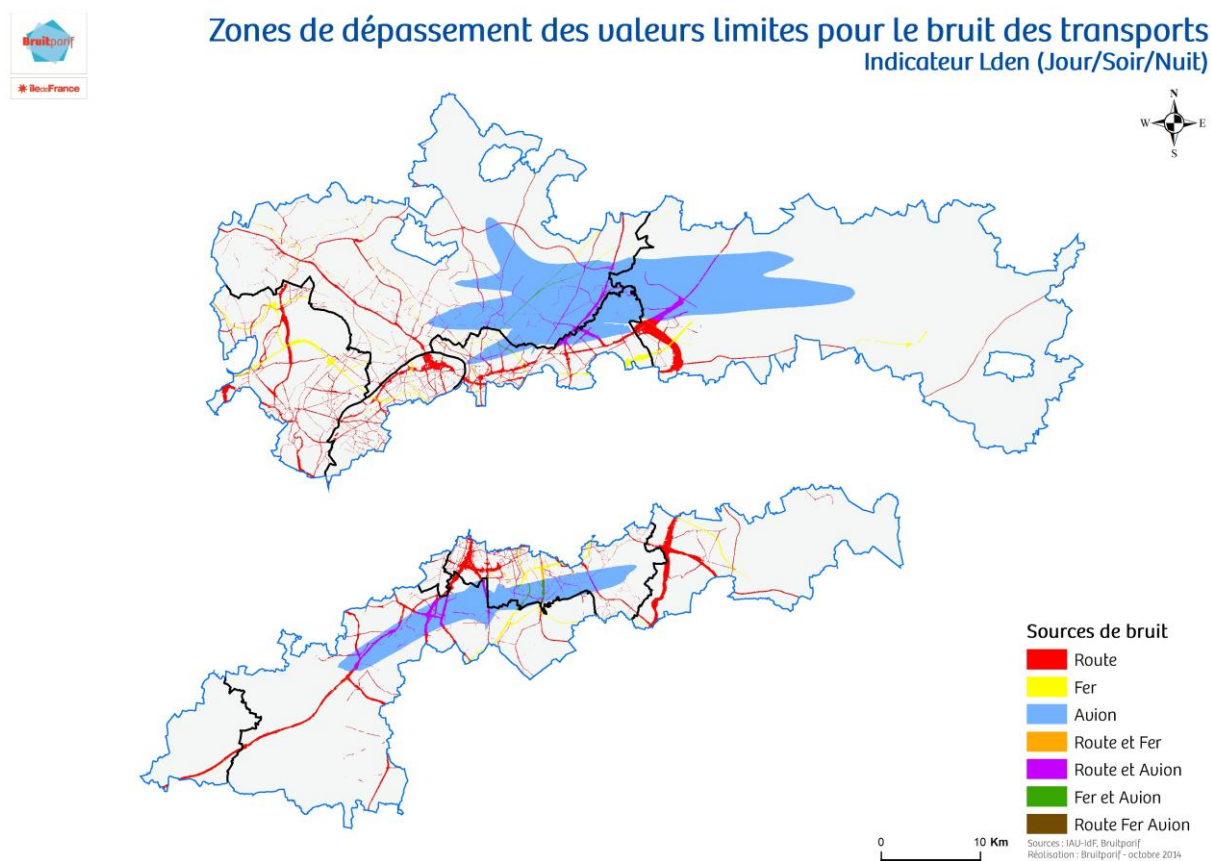 Bruitparif
îledeFrance
Zones de dépassement des valeurs limites pour le bruit des transports
Indicateur Lden (Jour/Soir/Nuit)
N
W E
S
Sources de bruit
Route
Fer
Avion
Route et Fer
Route et Avion
Fer et Avion
Route Fer Avion
0 10 Km
Sources : IAU-IdF, Bruitparif
Réalisation : Bruitparif - octobre 2014